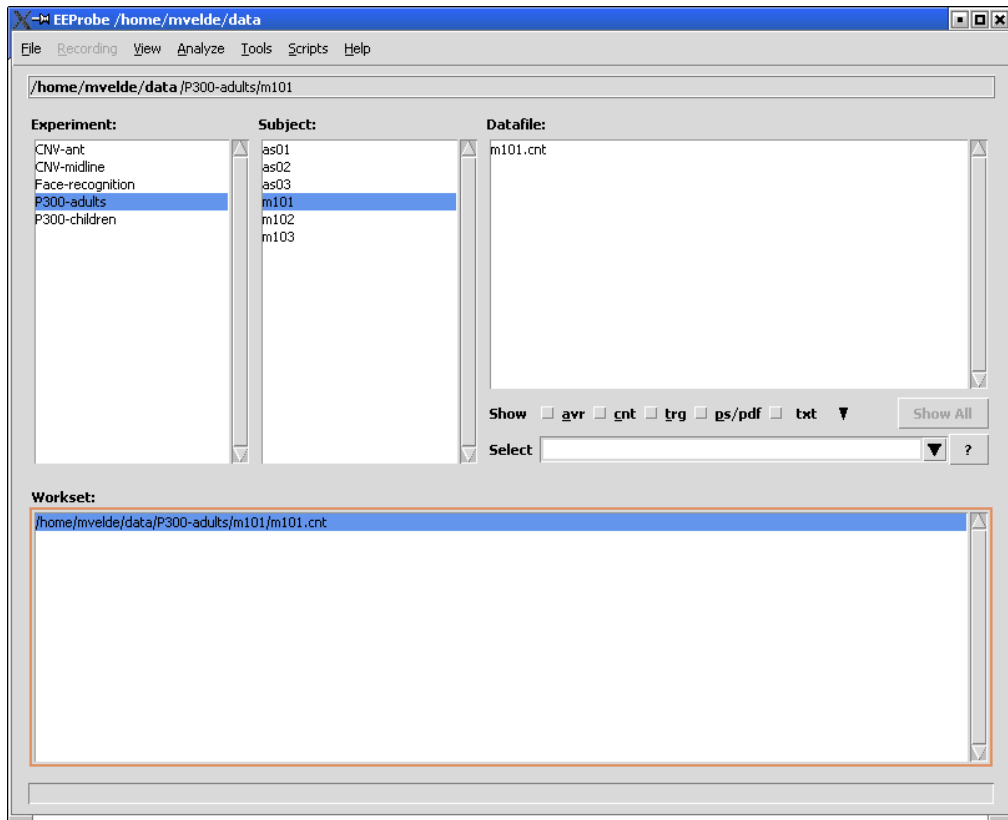 EEProbe /home/mvelde/data
File Recording View Analyze Tools Scripts Help
/home/mvelde/data /P300-adults/m101
Experiment:
CNV-ant
CNV-midline
Face-recognition
P300-adults
P300-children
Subject:
as01
as02
as03
m101
m102
m103
Datafile:
m101.cnt
Show avr cnt trg ps/pdf txt Show All
Select ?
Workset:
/home/mvelde/data/P300-adults/m101/m101.cnt